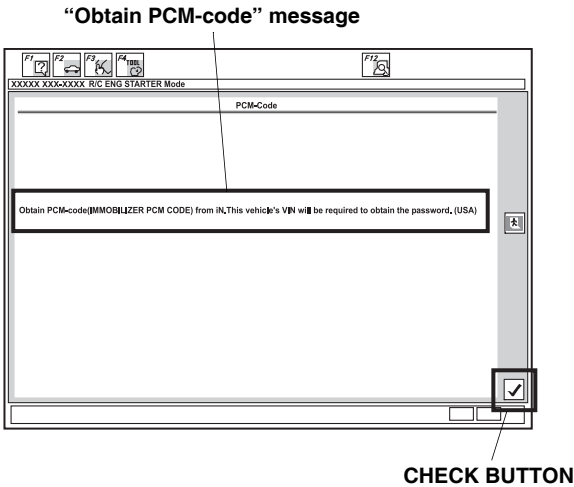 “Obtain PCM-code” message
F1 F2 F3 F4 TOOL F12
XXXXX XXX-XXXX R/C ENG STARTER Mode
PCM-Code
Obtain PCM-code(IMMOBILIZER PCM CODE) from iN.This vehicle's VIN will be required to obtain the password. (USA)
CHECK BUTTON